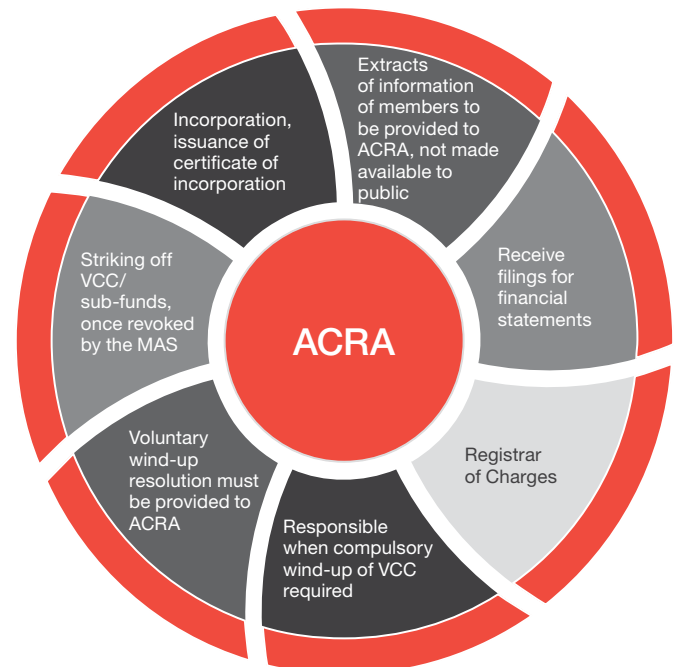 Extracts
of information
of members to
be provided to
ACRA, not made
available to
public
Receive
filings for
financial
statements
Registrar
of Charges
Responsible
when compulsory
wind-up of VCC
required
Voluntary
wind-up
resolution must
be provided to
ACRA
Striking off
VCC/
sub-funds,
once revoked
by the MAS
Incorporation,
issuance of
certificate of
incorporation
ACRA